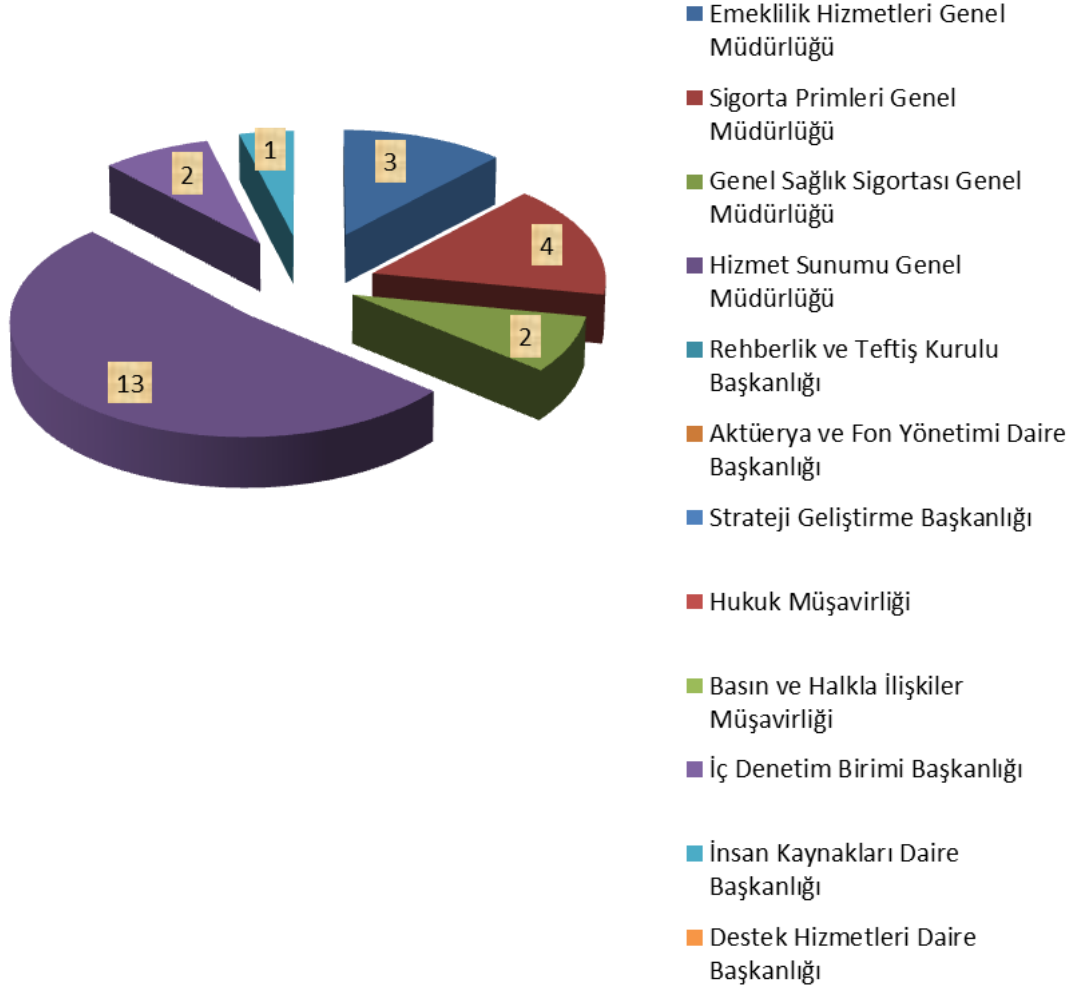 1
3
2
4
2
13
Emeklilik Hizmetleri Genel
Müdürlüğü
Sigorta Primleri Genel
Müdürlüğü
Genel Sağlık Sigortası Genel
Müdürlüğü
Hizmet Sunumu Genel
Müdürlüğü
Rehberlik ve Teftiş Kurulu
Başkanlığı
Aktüerya ve Fon Yönetimi Daire
Başkanlığı
Strateji Geliştirme Başkanlığı
Hukuk Müşavirliği
Basın ve Halkla İlişkiler
Müşavirliği
İç Denetim Birimi Başkanlığı
İnsan Kaynakları Daire
Başkanlığı
Destek Hizmetleri Daire
Başkanlığı